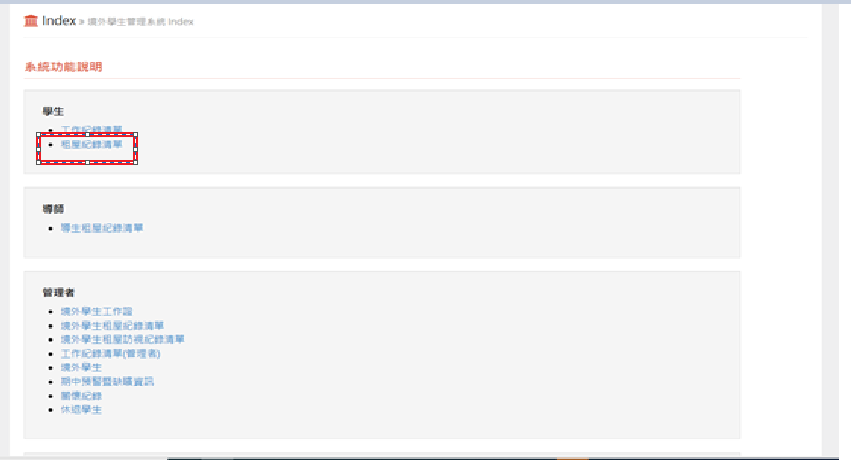 Index » 境外學生管理系統 Index
系統功能說明
學生
工作紀錄清單
租屋紀錄清單
導師
導生租屋紀錄清單
管理者
境外學生工作證
境外學生租屋紀錄清單
境外學生租屋訪視紀錄清單
工作紀錄清單(管理者)
境外學生
期中預警暨缺曠資訊
關懷紀錄
休退學生